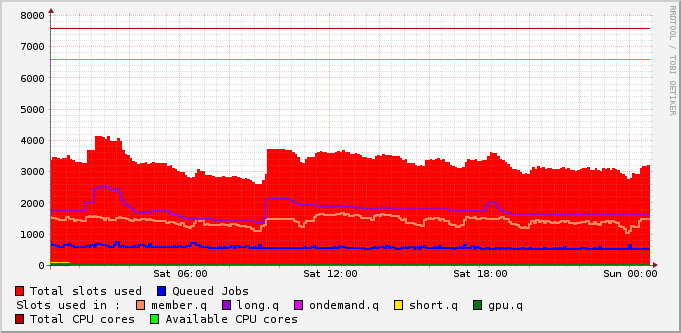 8000
7000
6000
5000
4000
3000
2000
1000
0
Sat 06:00 Sat 12:00 Sat 18:00 Sun 00:00
RRDTOOL / TOBI OETIKER
Total slots used Queued Jobs
Slots used in : member.q long.q ondemand.q short.q gpu.q
Total CPU cores Available CPU cores